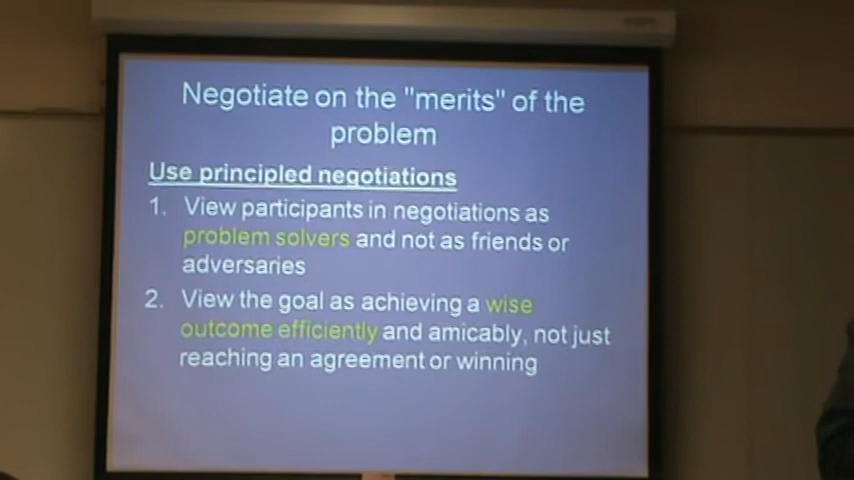 Negotiate on the "merits" of the
problem
Use principled negotiations
1. View participants in negotiations as
problem solvers and not as friends or
adversaries
2. View the goal as achieving a wise
outcome efficiently and amicably, not just
reaching an agreement or winning